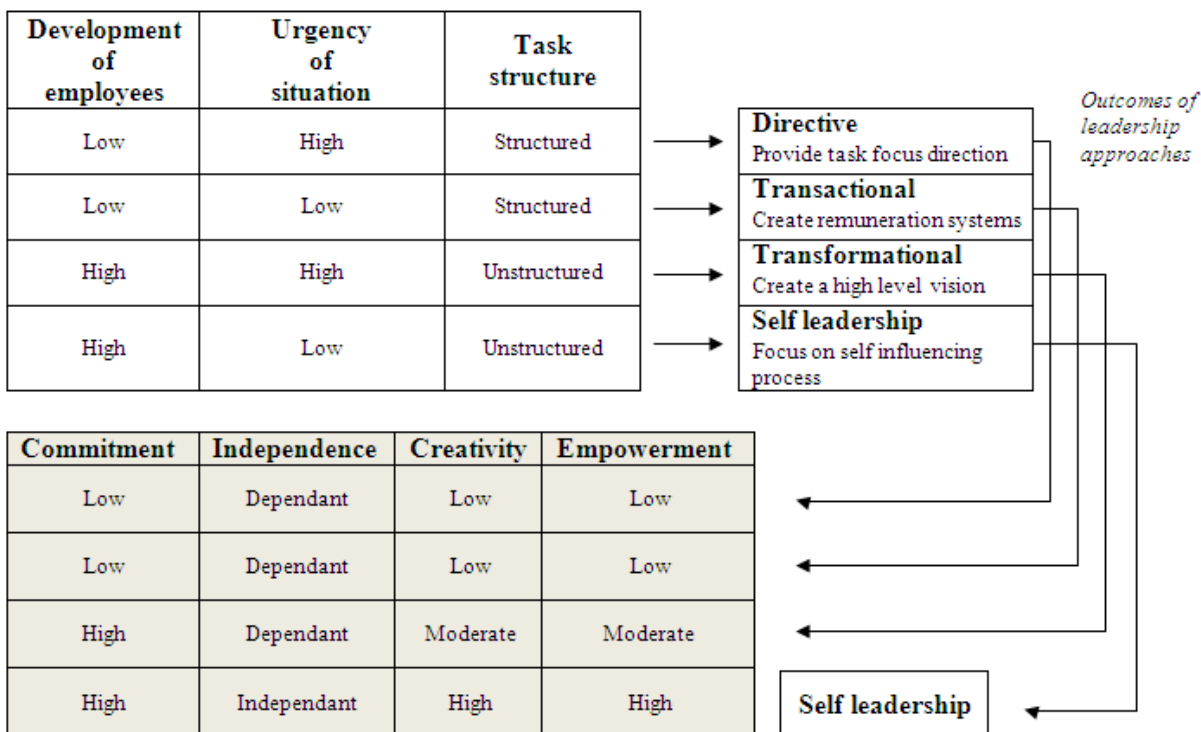 Development
of
employees
Urgency
of
situation
Task
structure
Low
High
Structured
Low
Low
Structured
High
High
Unstructured
High
Low
Unstructured
Directive
Provide task focus direction
Transactional
Create remuneration systems
Transformational
Create a high level vision
Self leadership
Focus on self influencing
process
Outcomes of
leadership
approaches
Commitment
Independence
Creativity
Empowerment
Low
Dependant
Low
Low
Low
Dependant
Low
Low
High
Dependant
Moderate
Moderate
High
Independant
High
High
Self leadership